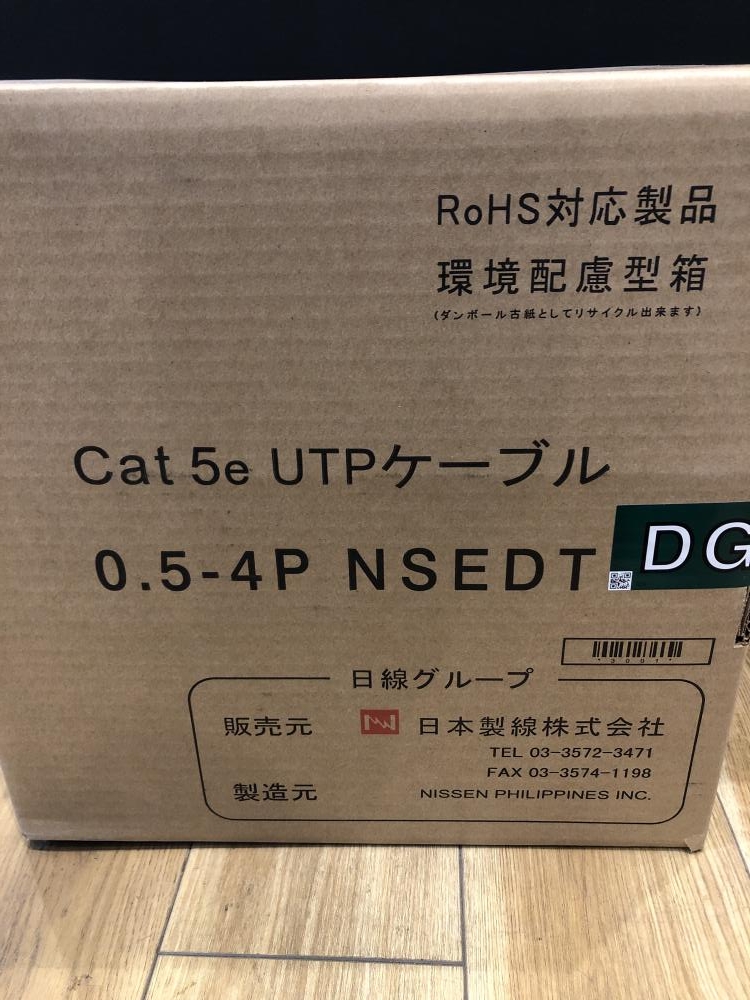 RoHS対応製品
環境配慮型箱
(ダンボール古紙としてリサイクル出来ます)
Cat 5e UTPケーブル
0.5-4P NSEDT
DG
*3001*
日線グループ
販売元 日本製線株式会社
TEL 03-3572-3471
FAX 03-3574-1198
製造元 NISSEN PHILIPPINES INC.